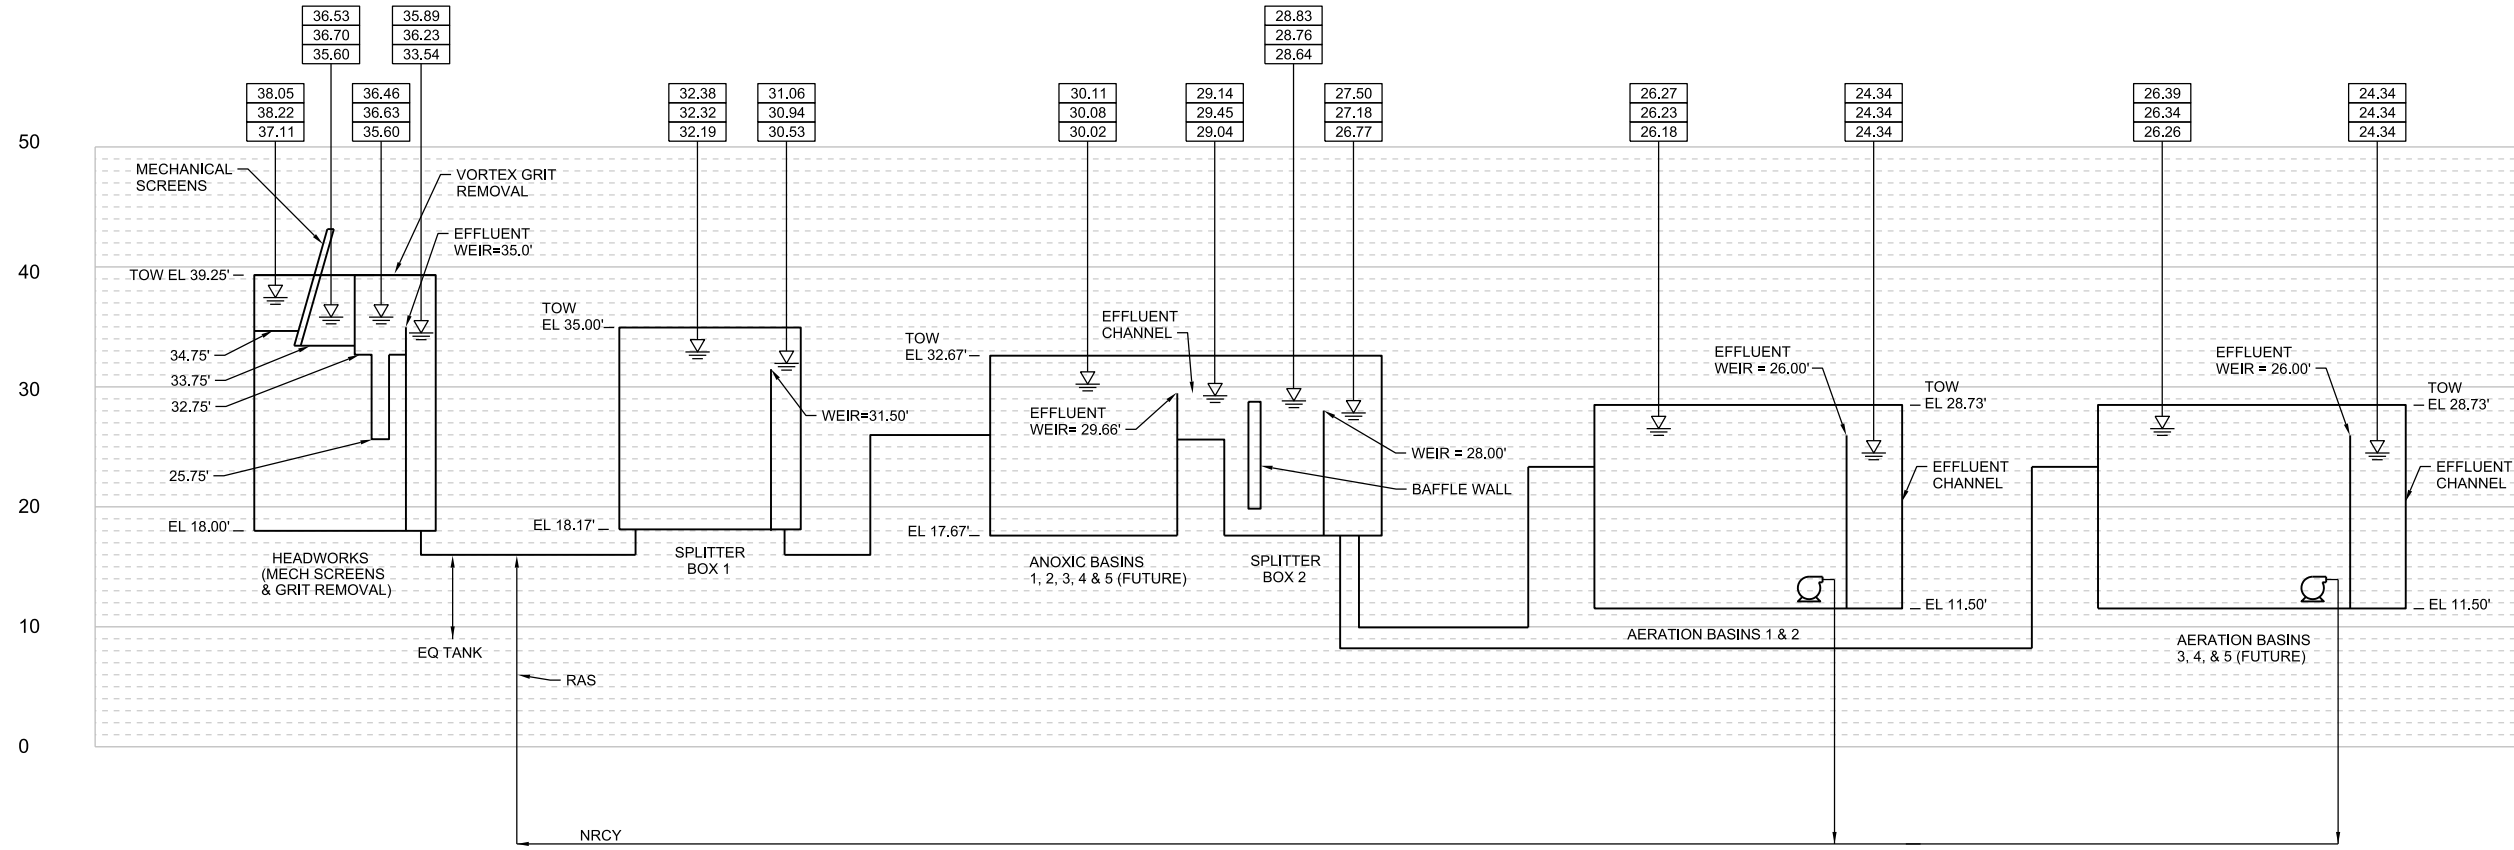 36.53
36.70
35.60
35.89
36.23
33.54
28.83
28.76
28.64
38.05
38.22
37.11
36.46
36.63
35.60
32.38
32.32
32.19
31.06
30.94
30.53
30.11
30.08
30.02
29.14
29.45
29.04
27.50
27.18
26.77
26.27
26.23
26.18
24.34
24.34
24.34
26.39
26.34
26.26
24.34
24.34
24.34
50
40
30
20
10
0
MECHANICAL
SCREENS
VORTEX GRIT
REMOVAL
EFFLUENT
WEIR=35.0'
TOW EL 39.25'
34.75'
33.75'
32.75'
25.75'
EL 18.00'
HEADWORKS
(MECH SCREENS
& GRIT REMOVAL)
EQ TANK
RAS
NRCY
TOW
EL 35.00'
WEIR=31.50'
EL 18.17'
SPLITTER
BOX 1
TOW
EL 32.67'
EFFLUENT
CHANNEL
EFFLUENT
WEIR= 29.66'
WEIR = 28.00'
BAFFLE WALL
EL 17.67'
ANOXIC BASINS
1, 2, 3, 4 & 5 (FUTURE)
SPLITTER
BOX 2
EFFLUENT
WEIR = 26.00'
TOW
EL 28.73'
EFFLUENT
CHANNEL
EL 11.50'
AERATION BASINS 1 & 2
EFFLUENT
WEIR = 26.00'
TOW
EL 28.73'
EFFLUENT
CHANNEL
EL 11.50'
AERATION BASINS
3, 4, & 5 (FUTURE)